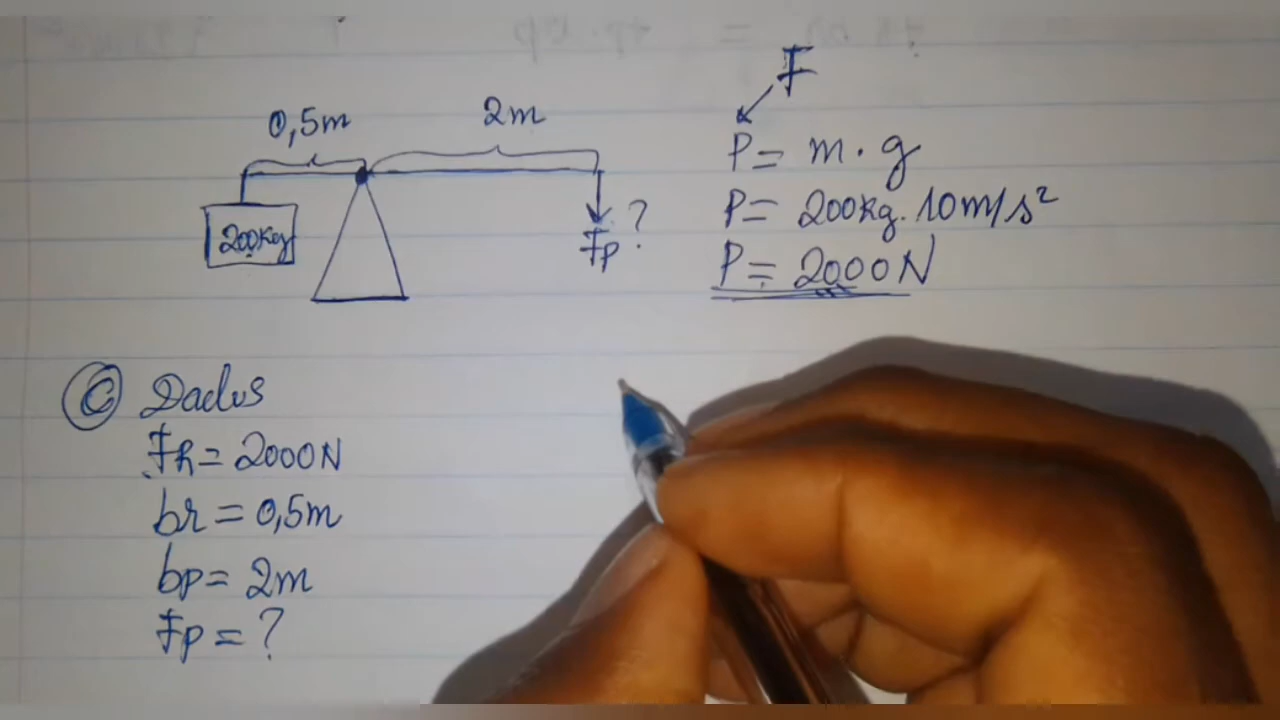 0,5m
2m
200kg
Fp ?
F
P = m . g
P = 200kg . 10m/s²
P = 2000N
C Dados
Fr = 2000N
br = 0,5m
bp = 2m
Fp = ?